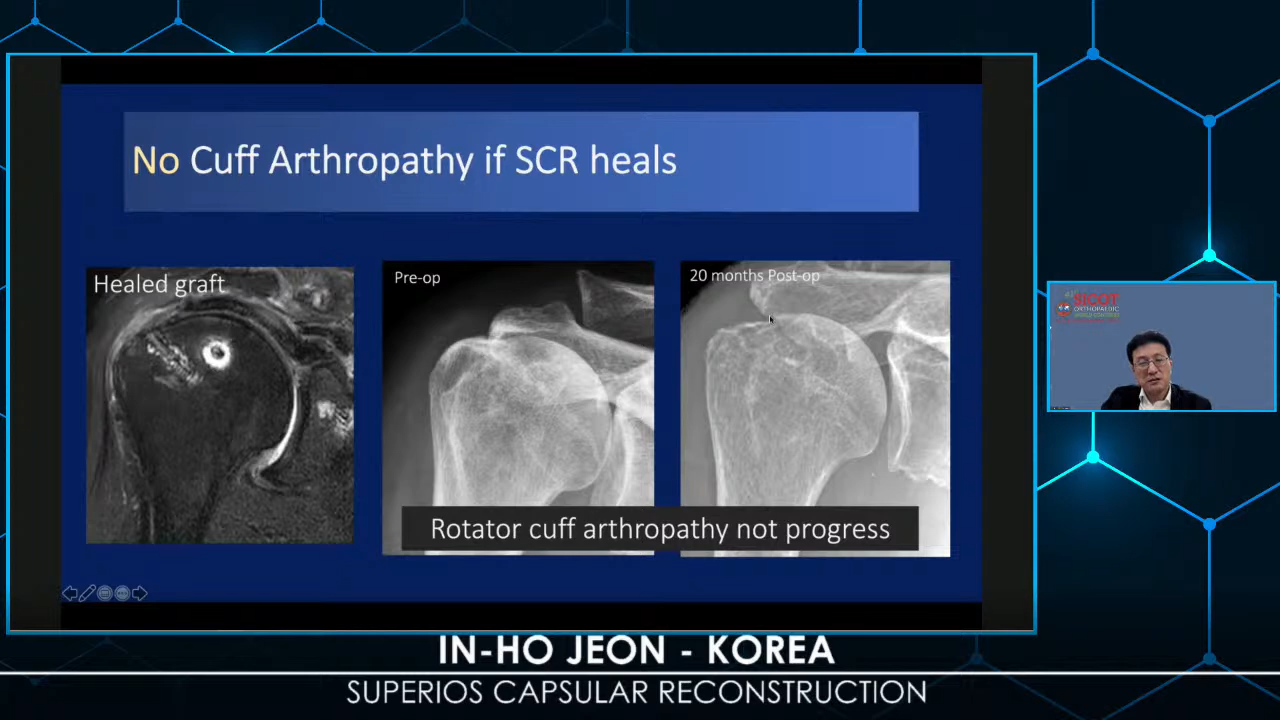 No Cuff Arthropathy if SCR heals
Healed graft
Pre-op
20 months Post-op
Rotator cuff arthropathy not progress
SICOT
ORTHOPAEDIC
IN-HO JEON - KOREA
SUPERIOS CAPSULAR RECONSTRUCTION